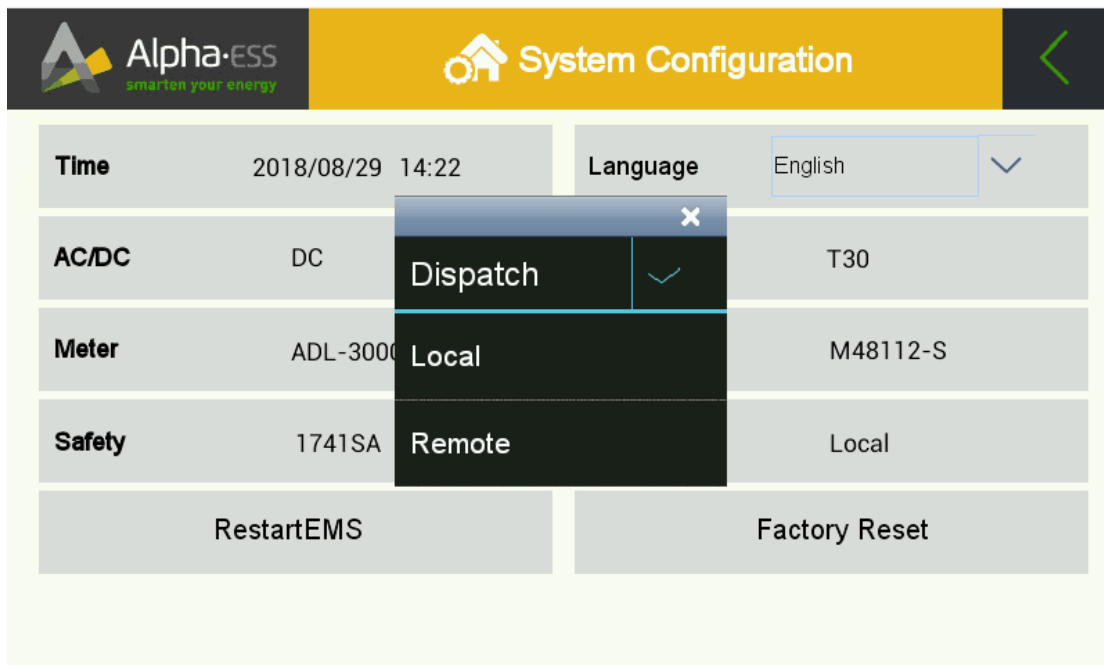 Alpha·ESS
smarten your energy
System Configuration
Time 2018/08/29 14:22
Language English
AC/DC DC
T30
Dispatch
Meter ADL-3000
M48112-S
Local
Safety 1741SA
Local
Remote
RestartEMS
Factory Reset